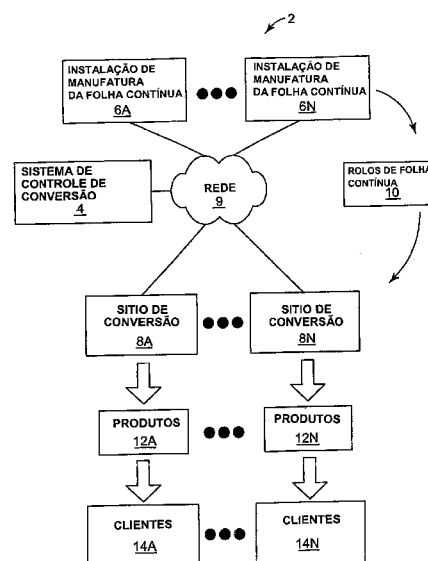 2
INSTALAÇÃO DE
MANUFATURA
DA FOLHA CONTÍNUA
6A
INSTALAÇÃO DE
MANUFATURA
DA FOLHA CONTÍNUA
6N
SISTEMA DE
CONTROLE DE
CONVERSÃO
4
REDE
9
ROLOS DE FOLHA
CONTÍNUA
10
SITIO DE
CONVERSÃO
8A
SITIO DE
CONVERSÃO
8N
PRODUTOS
12A
PRODUTOS
12N
CLIENTES
14A
CLIENTES
14N